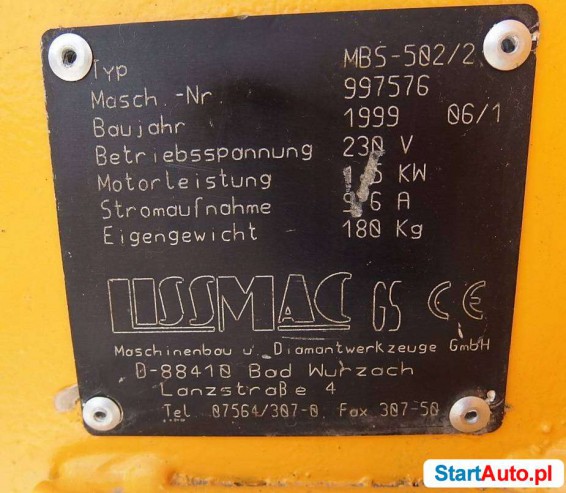 Typ MBS-502/2
Masch.-Nr. 997576
Baujahr 1999 06/1
Betriebsspannung 230 V
Motorleistung KW
Stromaufnahme A
Eigengewicht 180 Kg
LISSMAC GS CE
Maschinenbau u. Diamantwerkzeuge GmbH
D-88410 Bad Wurzach
Lanzstraße 4
Tel. 07564/307-0, Fax 307-50
StartAuto.pl